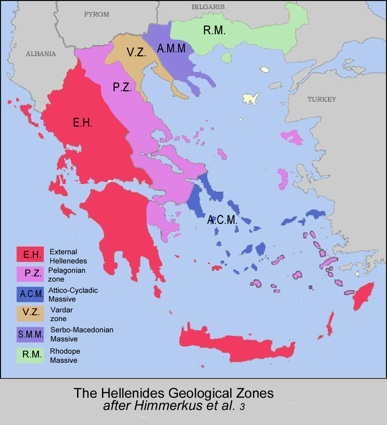 BILGARIS
FYROM
R.M.
ALBANIA
V.Z.
A.M.M
P.Z.
TURKEY
E.H.
A.C.M.
E.H. External Hellenedes
P.Z. Pelagonian zone
A.C.M Attico-Cycladic Massive
V.Z. Vardar zone
S.M.M Serbo-Macedonian Massive
R.M. Rhodope Massive
The Hellenides Geological Zones
after Himmerkus et al. 3